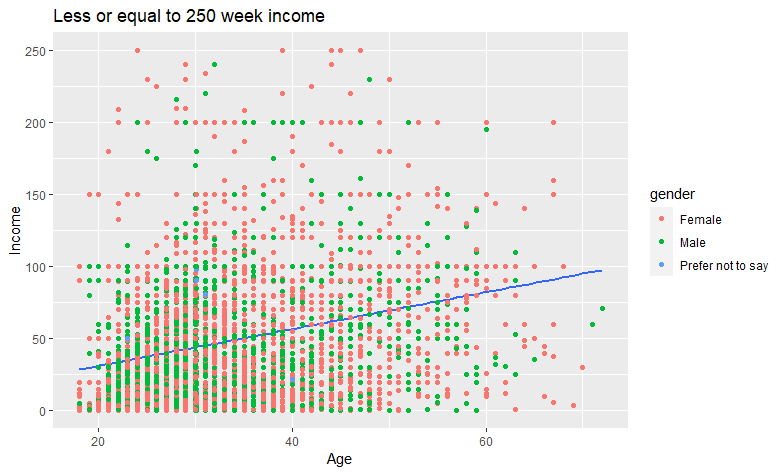 Less or equal to 250 week income
250
200
150
100
50
0
Income
20
40
60
Age
gender
Female
Male
Prefer not to say